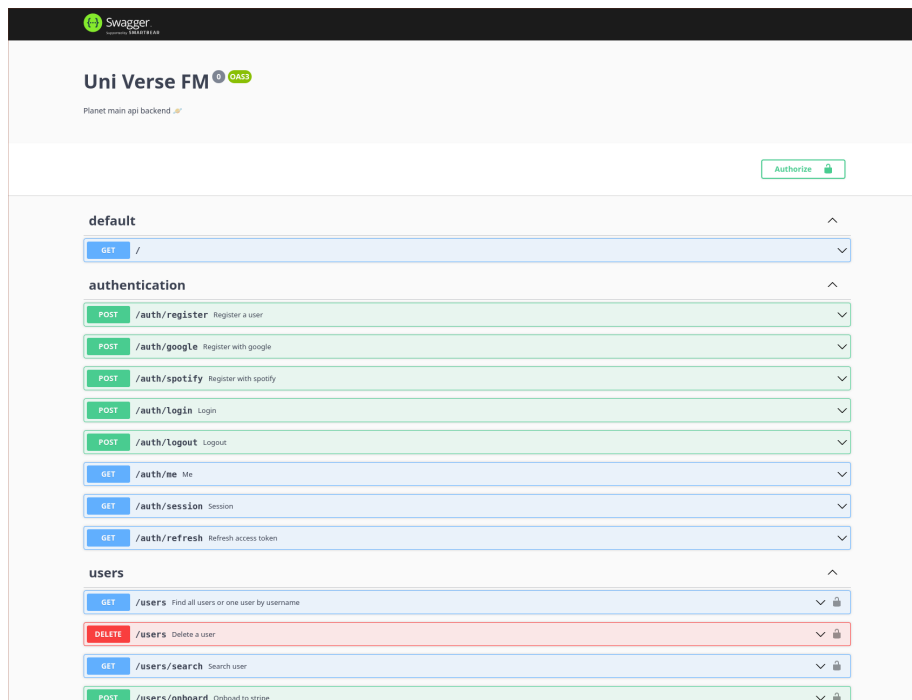 Swagger.
Supported by SMARTBEAR
Uni Verse FM 0 OAS3
Planet main api backend 🪐
Authorize
default
GET /
authentication
POST /auth/register Register a user
POST /auth/google Register with google
POST /auth/spotify Register with spotify
POST /auth/login Login
POST /auth/logout Logout
GET /auth/me Me
GET /auth/session Session
GET /auth/refresh Refresh access token
users
GET /users Find all users or one user by username
DELETE /users Delete a user
GET /users/search Search user
POST /users/onboard Onboad to stripe